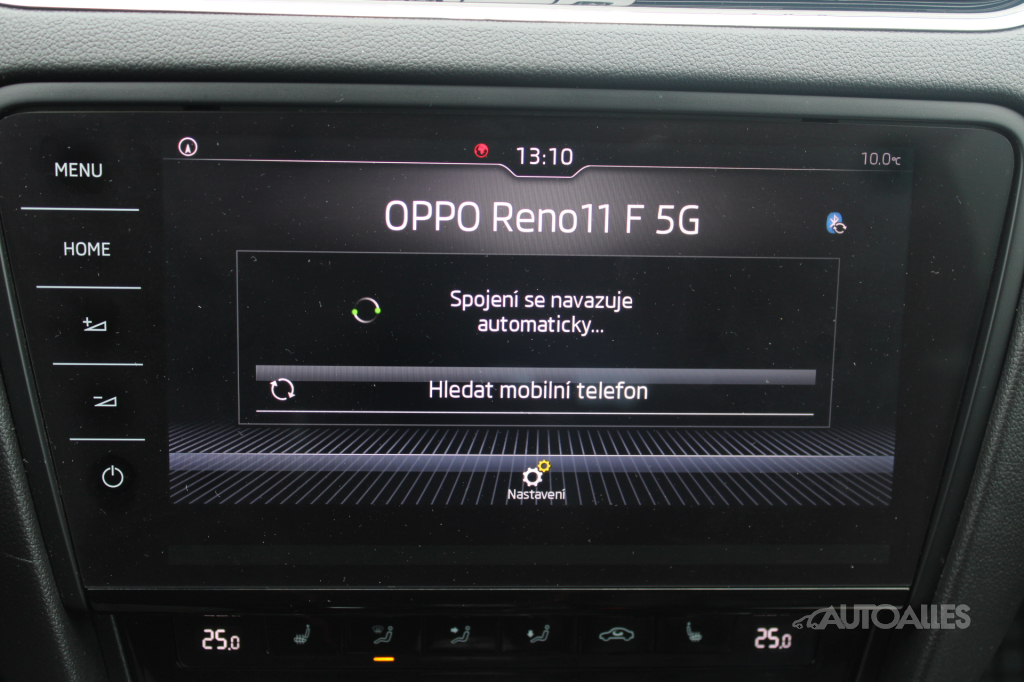 MENU
HOME
13:10
10.0°C
OPPO Reno11 F 5G
Spojení se navazuje
automaticky...
Hledat mobilní telefon
Nastavení
25.0
25.0
AUTOALLES